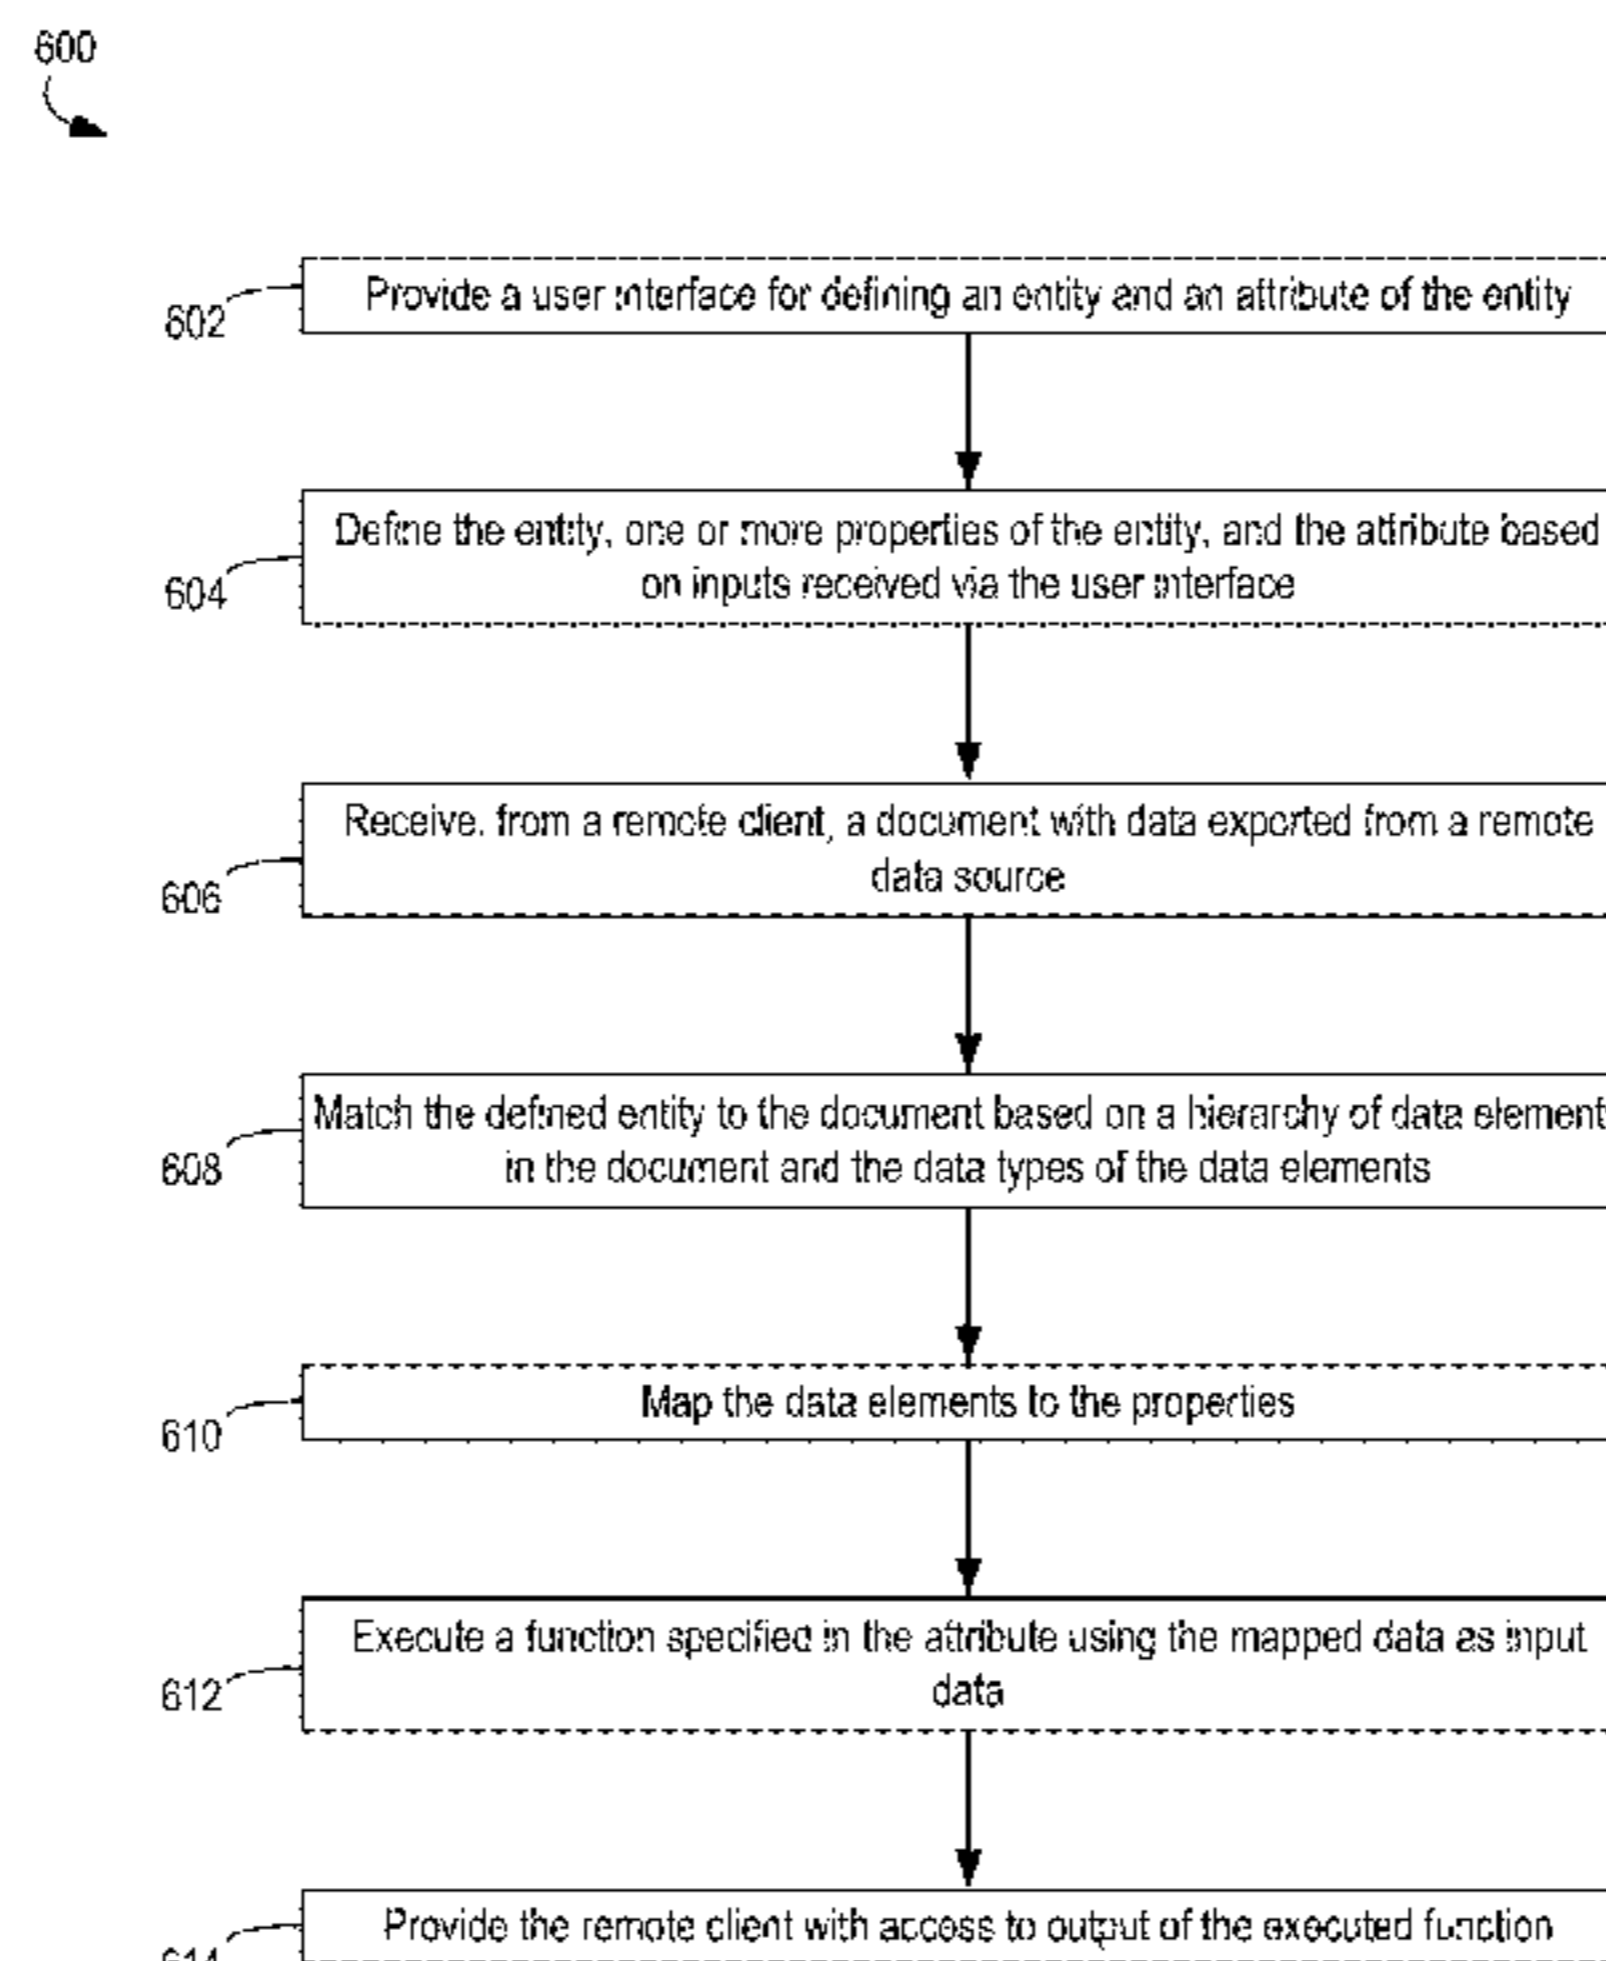 600
602
Provide a user interface for defining an entity and an attribute of the entity
604
Define the entity, one or more properties of the entity, and the attribute based
on inputs received via the user interface
606
Receive, from a remote client, a document with data exported from a remote
data source
608
Match the defined entity to the document based on a hierarchy of data element
in the document and the data types of the data elements
610
Map the data elements to the properties
612
Execute a function specified in the attribute using the mapped data as input
data
614
Provide the remote client with access to output of the executed function